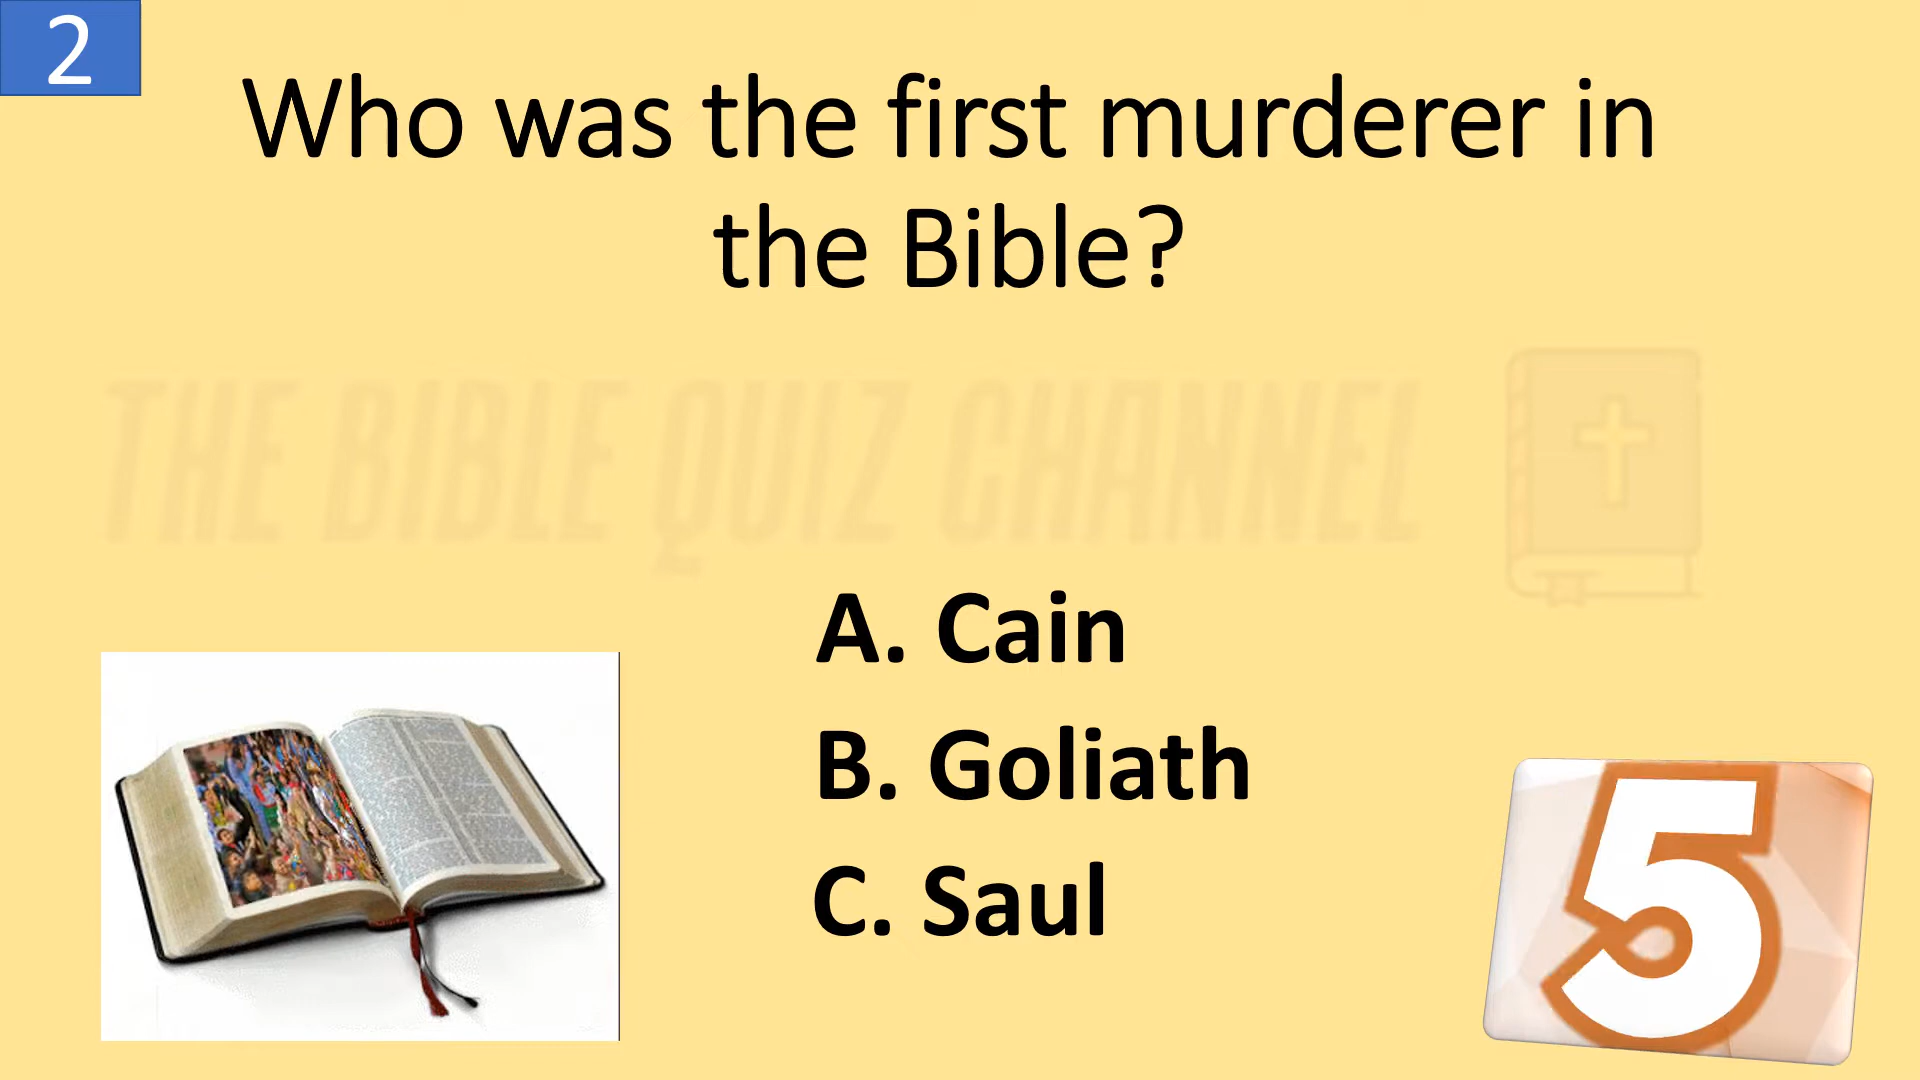 2
Who was the first murderer in
the Bible?
THE BIBLE QUIZ CHANNEL
A. Cain
B. Goliath
C. Saul
5